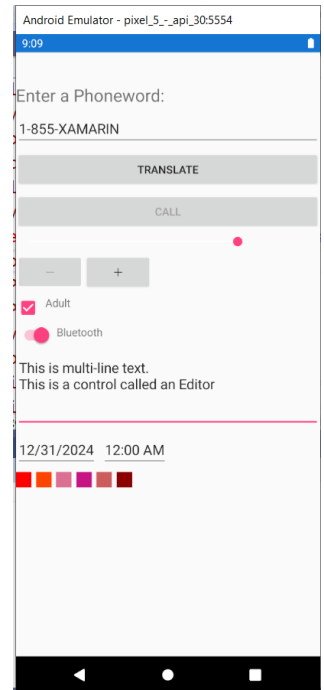 Android Emulator - pixel_5_-_api_30:5554
9:09
Enter a Phoneword:
1-855-XAMARIN
TRANSLATE
CALL
− +
Adult
Bluetooth
This is multi-line text.
This is a control called an Editor
12/31/2024 12:00 AM